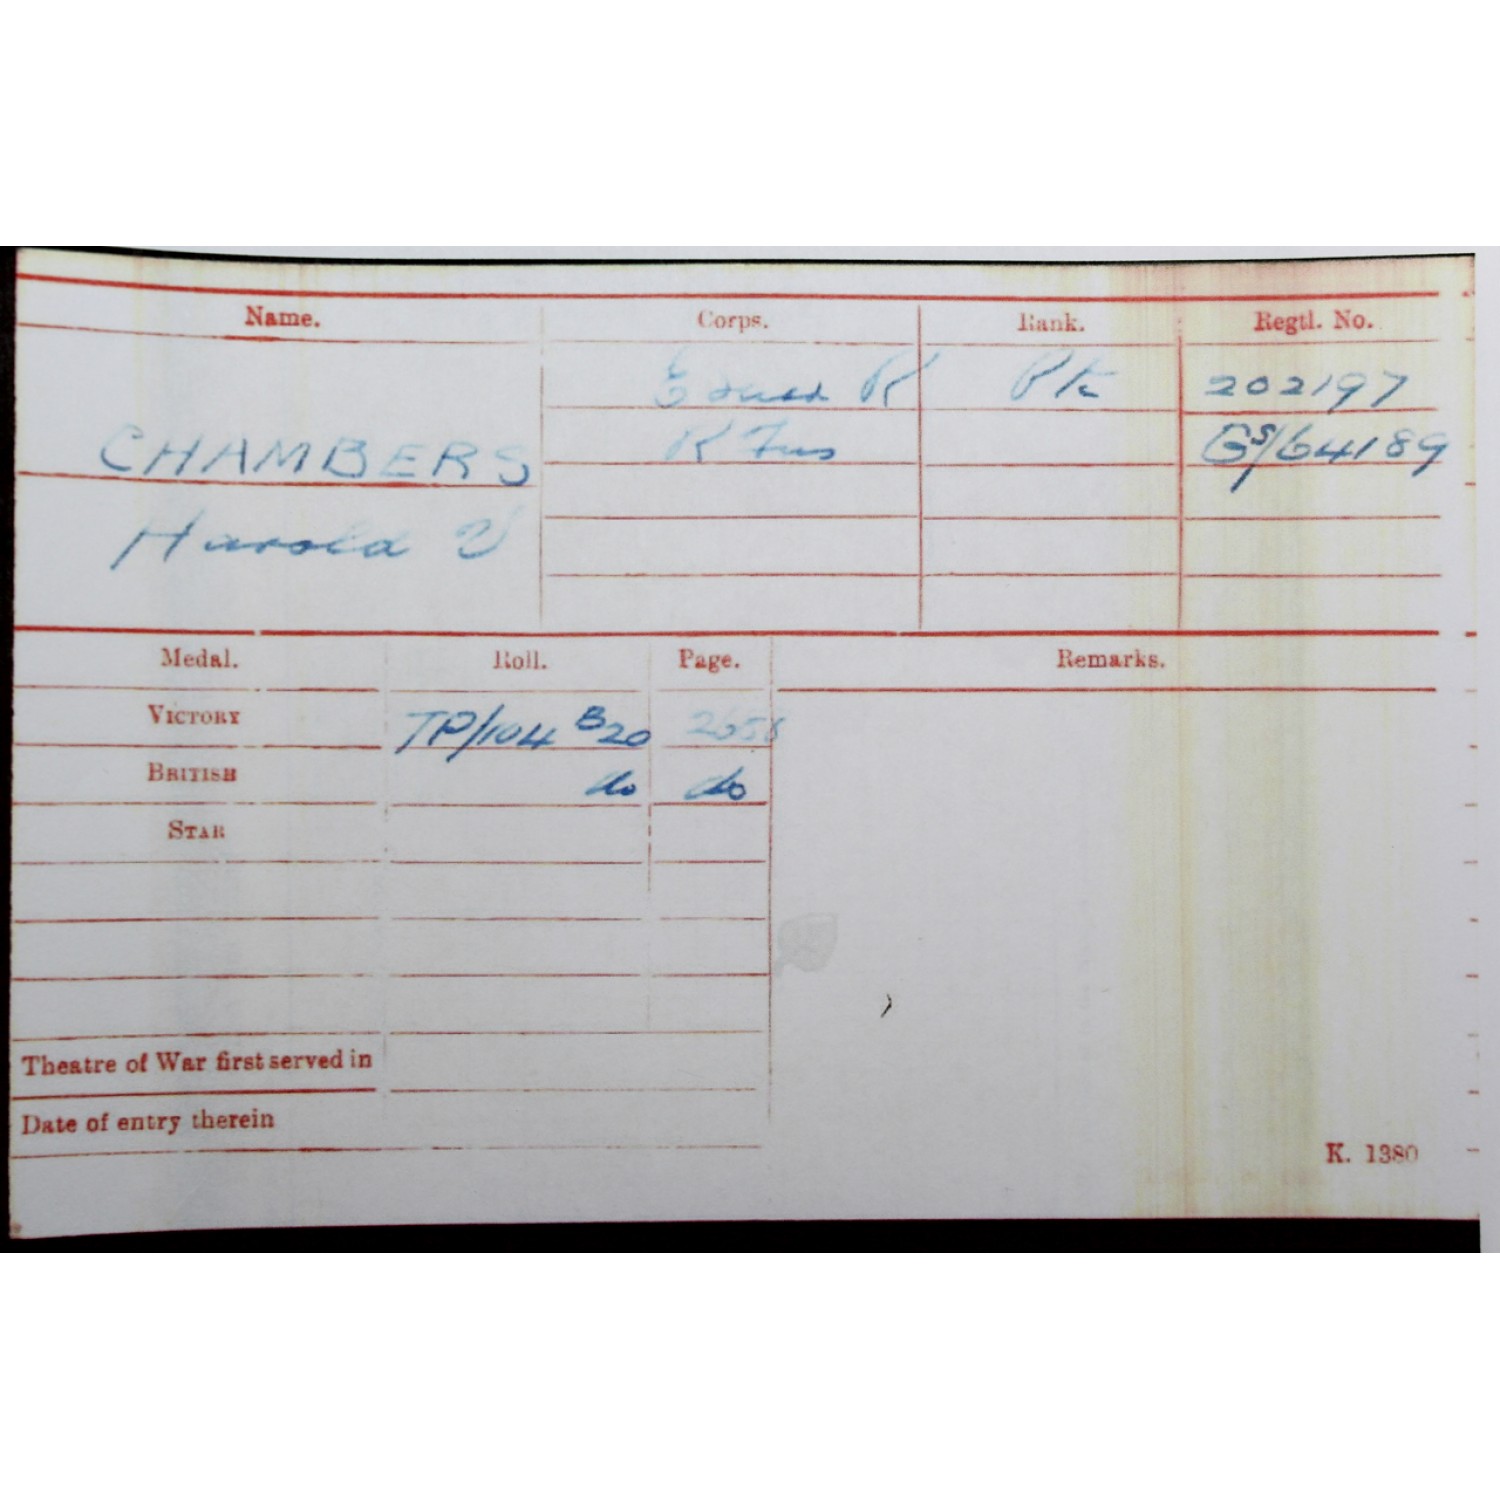 Name. Corps. Rank. Regtl. No.
E Surr R Pte 202197
CHAMBERS R Fus GS/64189
Harold V
Medal. Roll. Page. Remarks.
VICTORY TP/104 B20 2658
BRITISH do do
STAR
Theatre of War first served in
Date of entry therein
K. 1380